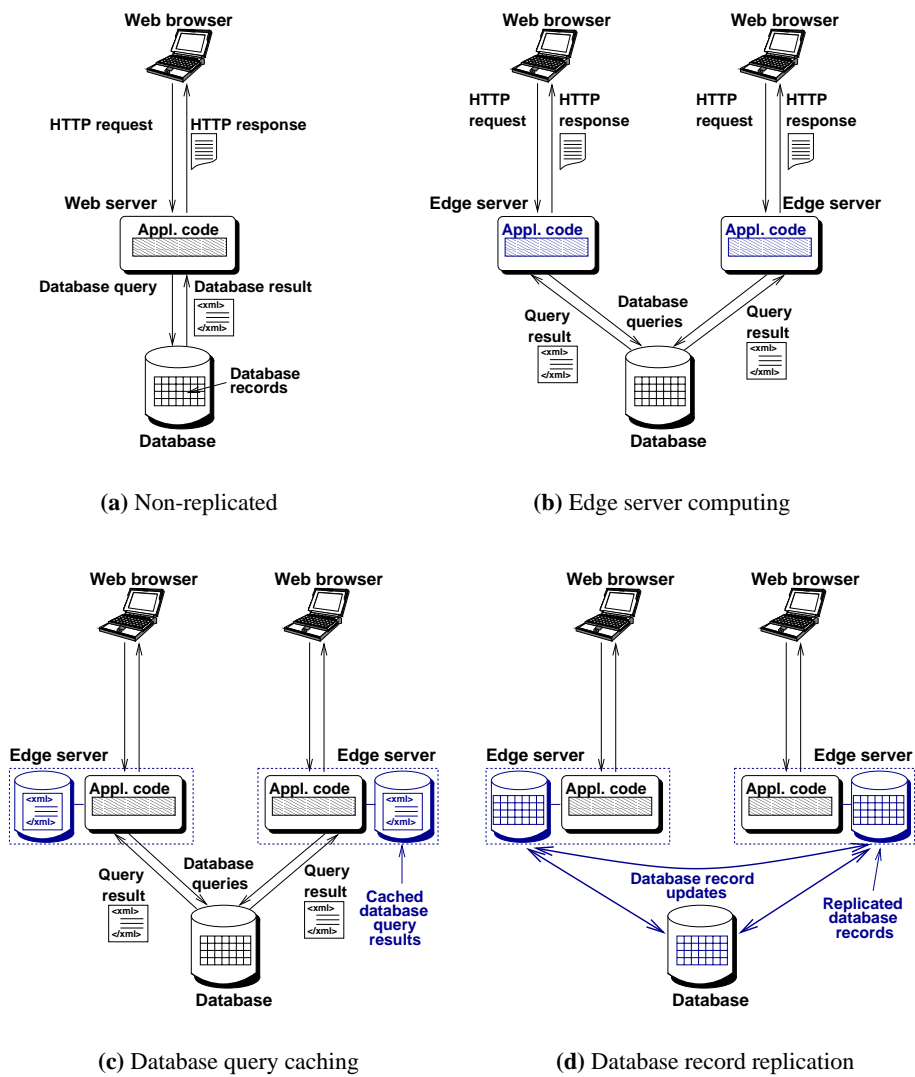 Web browser
HTTP request
HTTP response
Web server
Appl. code
Database query
Database result
<xml>
</xml>
Database
records
Database
(a) Non-replicated
Web browser
Web browser
HTTP
request
HTTP
response
HTTP
request
HTTP
response
Edge server
Edge server
Appl. code
Appl. code
Query
result
Database
queries
Query
result
<xml>
</xml>
<xml>
</xml>
Database
(b) Edge server computing
Web browser
Web browser
Edge server
Edge server
<xml>
</xml>
Appl. code
Appl. code
<xml>
</xml>
Query
result
Database
queries
Query
result
<xml>
</xml>
<xml>
</xml>
Cached
database
query
results
Database
(c) Database query caching
Web browser
Web browser
Edge server
Edge server
Appl. code
Appl. code
Database record
updates
Replicated
database
records
Database
(d) Database record replication